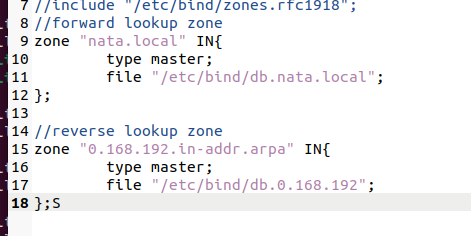 7 //include "/etc/bind/zones.rfc1918";
8 //forward lookup zone
9 zone "nata.local" IN{
10         type master;
11         file "/etc/bind/db.nata.local";
12 };
13
14 //reverse lookup zone
15 zone "0.168.192.in-addr.arpa" IN{
16         type master;
17         file "/etc/bind/db.0.168.192";
18 };S